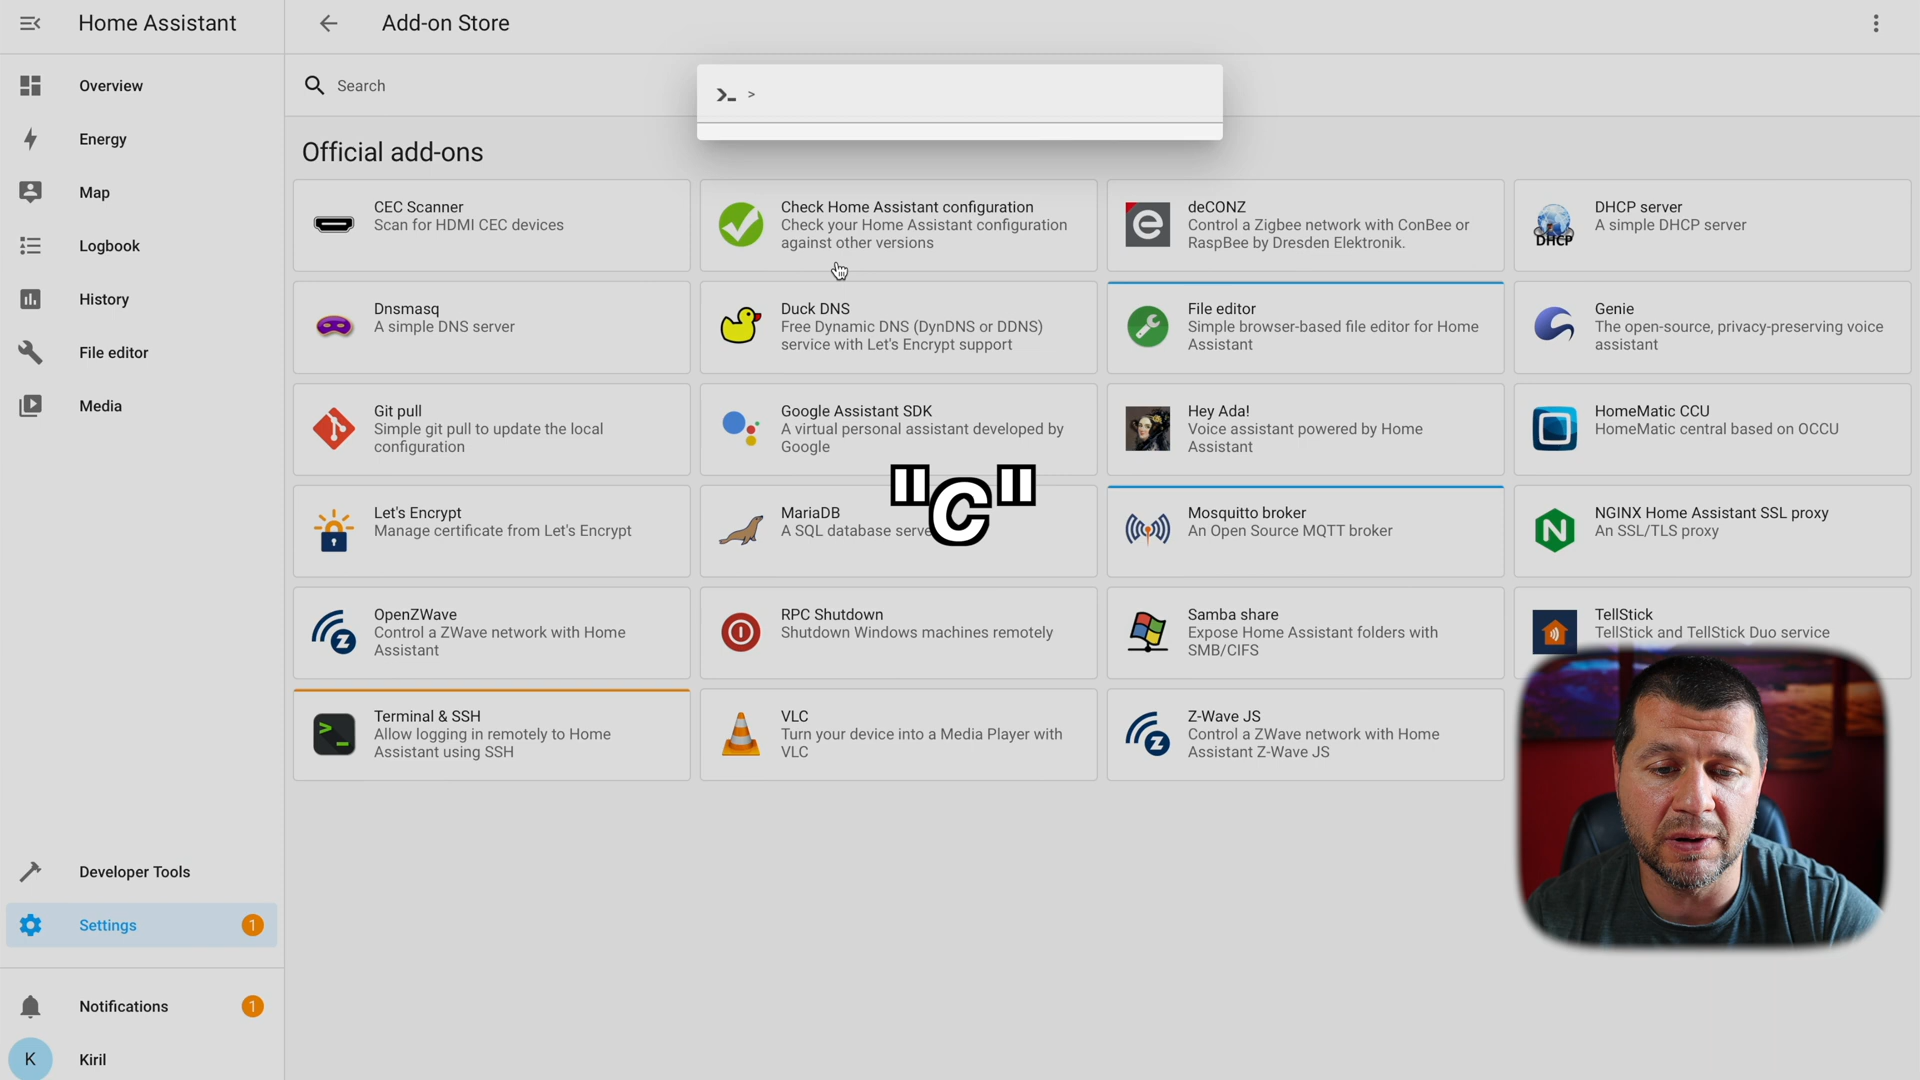 Home Assistant
Add-on Store
Overview
Energy
Map
Logbook
History
File editor
Media
Developer Tools
Settings
1
Notifications
1
K
Kiril
Search
>
Official add-ons
CEC Scanner
Scan for HDMI CEC devices
Check Home Assistant configuration
Check your Home Assistant configuration
against other versions
deCONZ
Control a Zigbee network with ConBee or
RaspBee by Dresden Elektronik.
DHCP
DHCP server
A simple DHCP server
Dnsmasq
A simple DNS server
Duck DNS
Free Dynamic DNS (DynDNS or DDNS)
service with Let's Encrypt support
File editor
Simple browser-based file editor for Home
Assistant
Genie
The open-source, privacy-preserving voice
assistant
Git pull
Simple git pull to update the local
configuration
Google Assistant SDK
A virtual personal assistant developed by
Google
Hey Ada!
Voice assistant powered by Home
Assistant
HomeMatic CCU
HomeMatic central based on OCCU
"C"
Let's Encrypt
Manage certificate from Let's Encrypt
MariaDB
A SQL database serve
Mosquitto broker
An Open Source MQTT broker
N
NGINX Home Assistant SSL proxy
An SSL/TLS proxy
OpenZWave
Control a ZWave network with Home
Assistant
RPC Shutdown
Shutdown Windows machines remotely
Samba share
Expose Home Assistant folders with
SMB/CIFS
TellStick
TellStick and TellStick Duo service
Terminal & SSH
Allow logging in remotely to Home
Assistant using SSH
VLC
Turn your device into a Media Player with
VLC
Z-Wave JS
Control a ZWave network with Home
Assistant Z-Wave JS